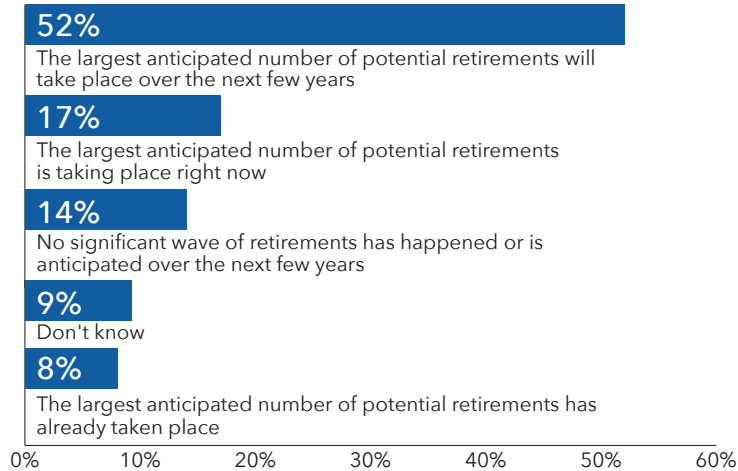 52%
The largest anticipated number of potential retirements will
take place over the next few years
17%
The largest anticipated number of potential retirements
is taking place right now
14%
No significant wave of retirements has happened or is
anticipated over the next few years
9%
Don't know
8%
The largest anticipated number of potential retirements has
already taken place
0% 10% 20% 30% 40% 50% 60%